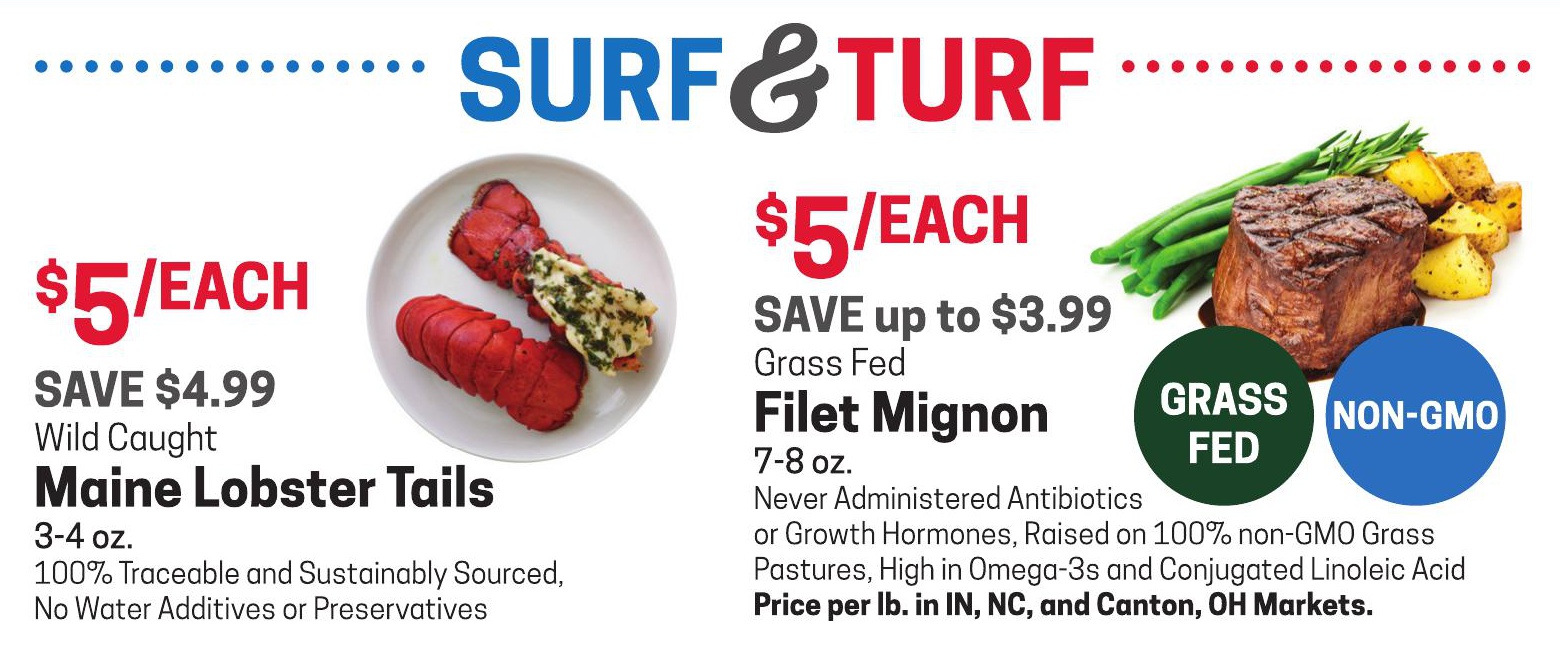 SURF & TURF
$5/EACH
SAVE $4.99
Wild Caught
Maine Lobster Tails
3-4 oz.
100% Traceable and Sustainably Sourced,
No Water Additives or Preservatives
$5/EACH
SAVE up to $3.99
Grass Fed
Filet Mignon
7-8 oz.
Never Administered Antibiotics
or Growth Hormones, Raised on 100% non-GMO Grass
Pastures, High in Omega-3s and Conjugated Linoleic Acid
Price per lb. in IN, NC, and Canton, OH Markets.
GRASS
FED
NON-GMO